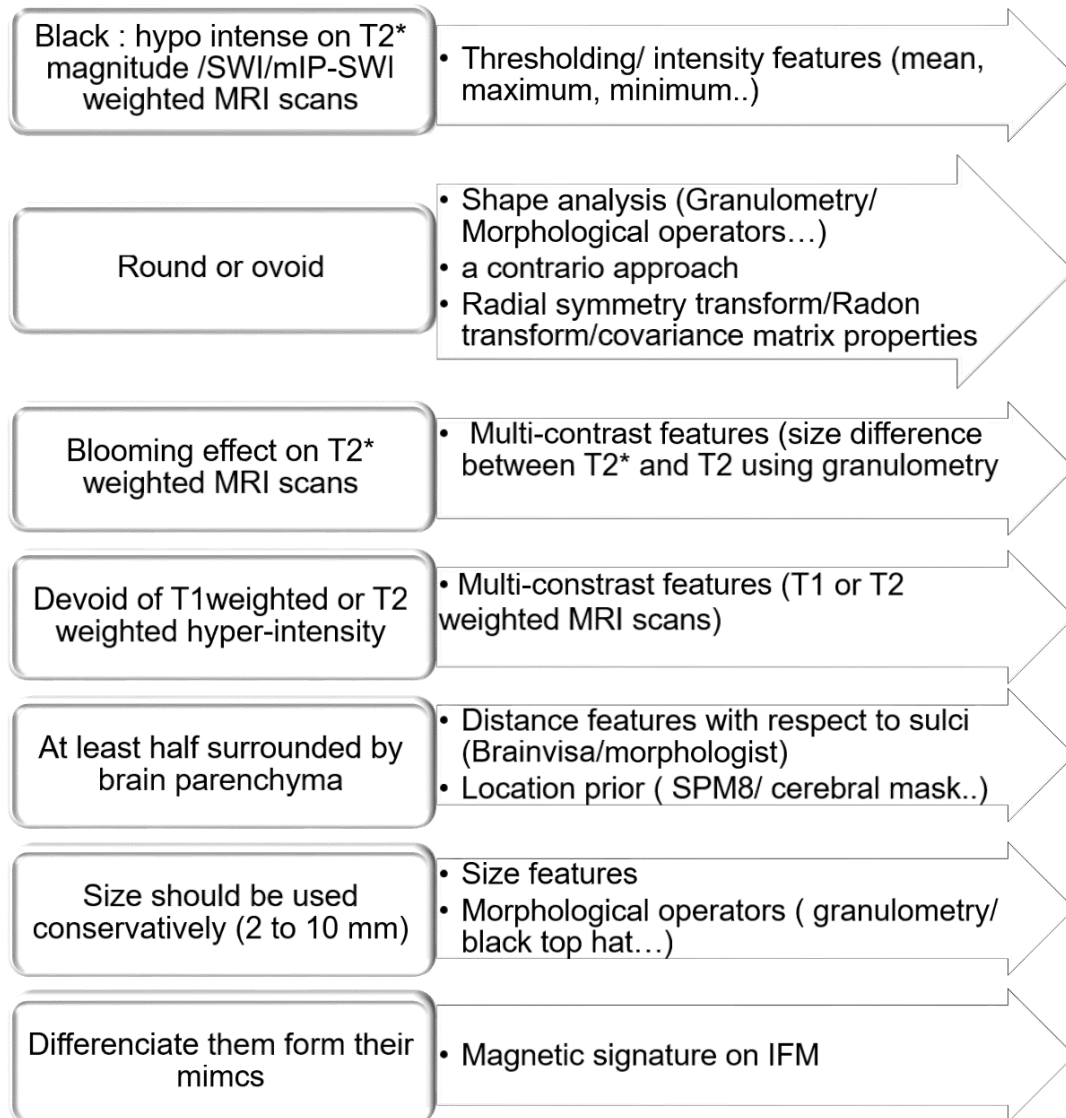 Black : hypo intense on T2*
magnitude /SWI/mIP-SWI
weighted MRI scans
• Thresholding/ intensity features (mean,
maximum, minimum..)
Round or ovoid
• Shape analysis (Granulometry/
Morphological operators…)
• a contrario approach
• Radial symmetry transform/Radon
transform/covariance matrix properties
Blooming effect on T2*
weighted MRI scans
• Multi-contrast features (size difference
between T2* and T2 using granulometry
Devoid of T1weighted or T2
weighted hyper-intensity
• Multi-constrast features (T1 or T2
weighted MRI scans)
At least half surrounded by
brain parenchyma
• Distance features with respect to sulci
(Brainvisa/morphologist)
• Location prior ( SPM8/ cerebral mask..)
Size should be used
conservatively (2 to 10 mm)
• Size features
• Morphological operators ( granulometry/
black top hat…)
Differenciate them form their
mimcs
• Magnetic signature on IFM